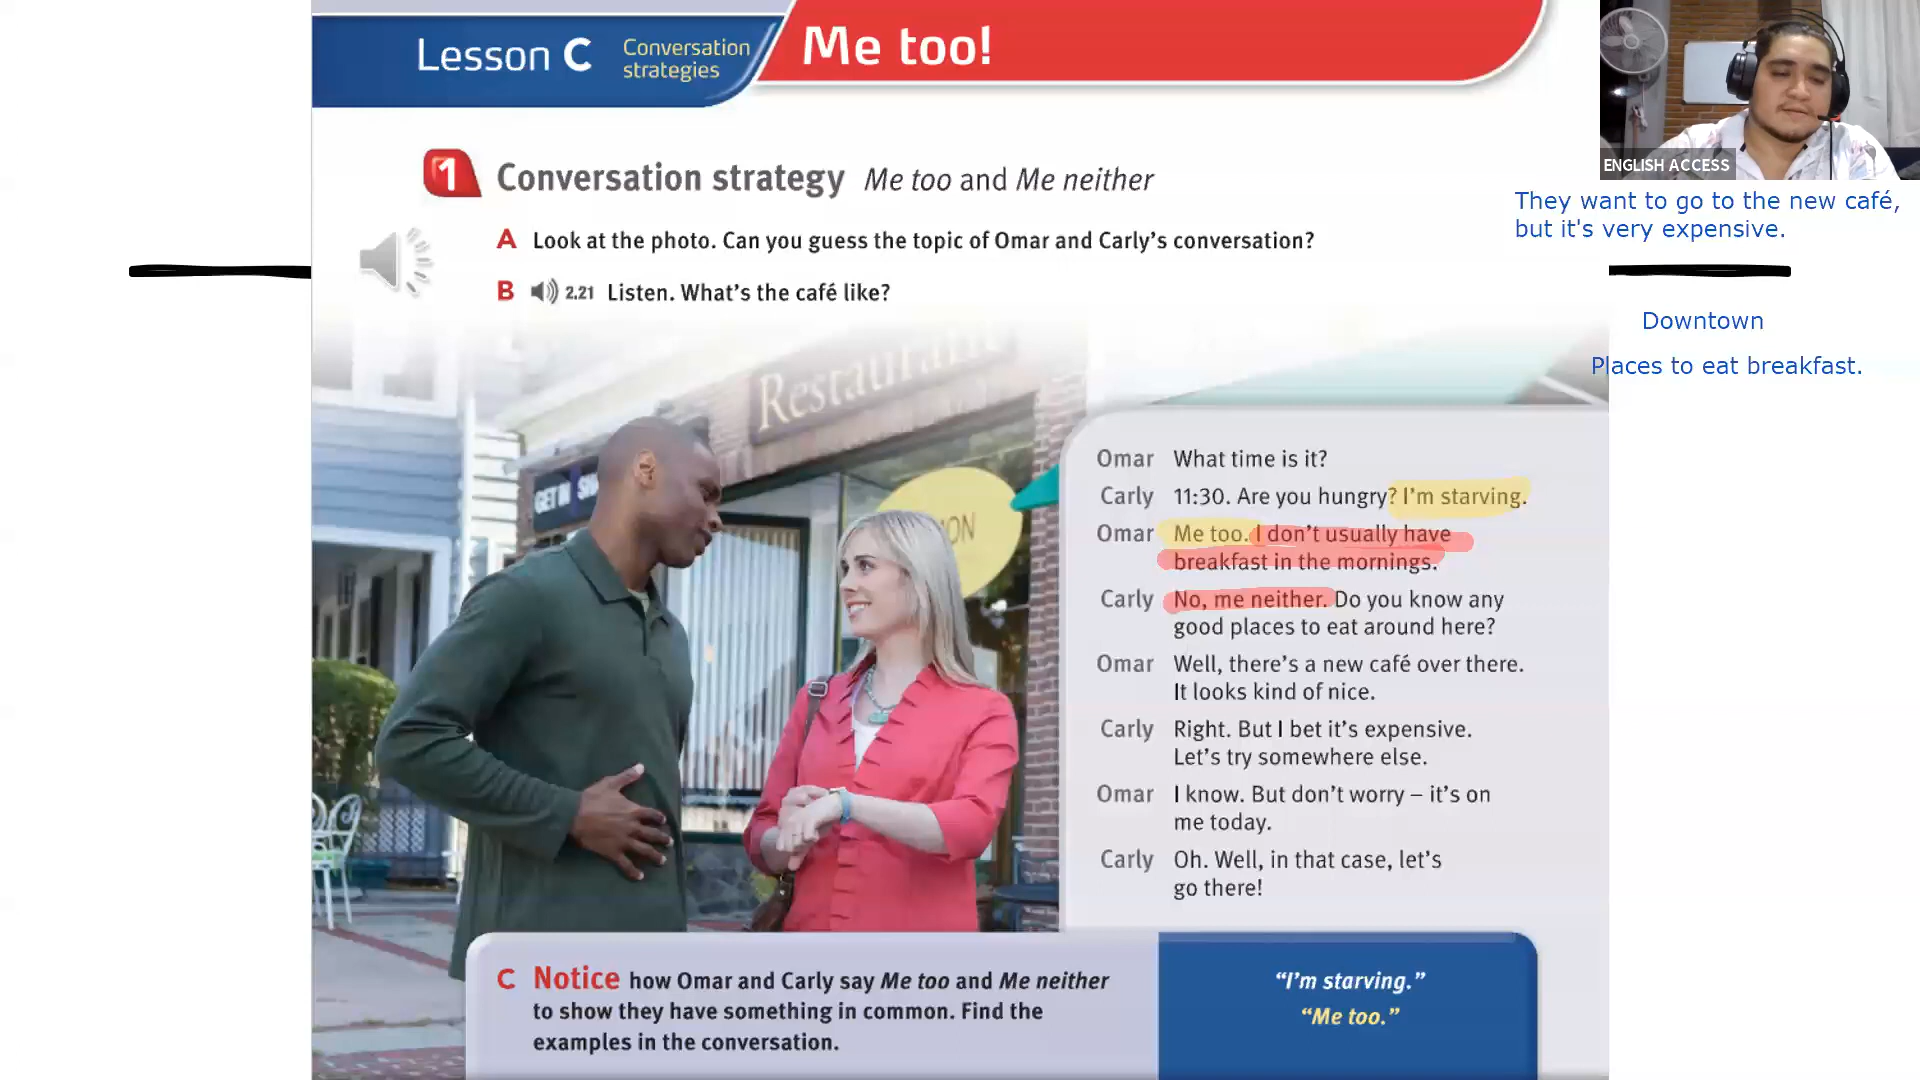 Lesson C
Conversation
strategies
Me too!
ENGLISH ACCESS
They want to go to the new café,
but it's very expensive.
Downtown
Places to eat breakfast.
1 Conversation strategy Me too and Me neither
A Look at the photo. Can you guess the topic of Omar and Carly's conversation?
B 2.21 Listen. What's the café like?
Restaurant
GET IN
Omar What time is it?
Carly 11:30. Are you hungry? I'm starving.
Omar Me too. I don't usually have
breakfast in the mornings.
Carly No, me neither. Do you know any
good places to eat around here?
Omar Well, there's a new café over there.
It looks kind of nice.
Carly Right. But I bet it's expensive.
Let's try somewhere else.
Omar I know. But don't worry – it's on
me today.
Carly Oh. Well, in that case, let's
go there!
C Notice how Omar and Carly say Me too and Me neither
to show they have something in common. Find the
examples in the conversation.
“I'm starving.”
“Me too.”